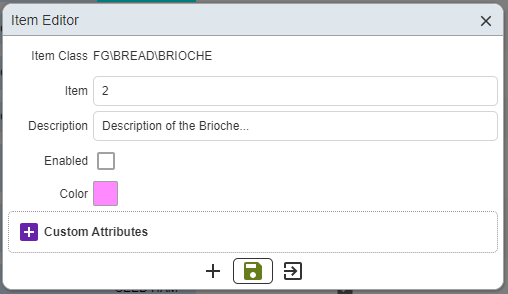 Item Editor
Item Class FG\BREAD\BRIOCHE
Item 2
Description Description of the Brioche...
Enabled
Color
Custom Attributes